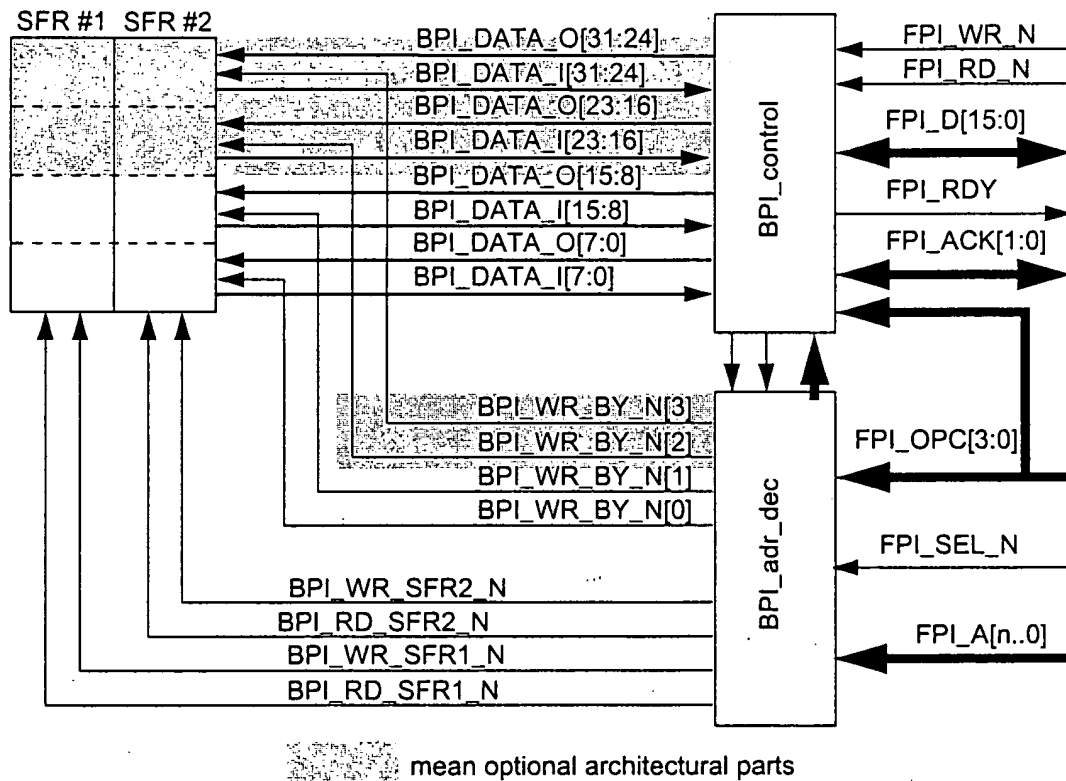 SFR #1 SFR #2
BPI_DATA_O[31:24]
BPI_DATA_I[31:24]
BPI_DATA_O[23:16]
BPI_DATA_I[23:16]
BPI_DATA_O[15:8]
BPI_DATA_I[15:8]
BPI_DATA_O[7:0]
BPI_DATA_I[7:0]
BPI_control
FPI_WR_N
FPI_RD_N
FPI_D[15:0]
FPI_RDY
FPI_ACK[1:0]
BPI_WR_BY_N[3]
BPI_WR_BY_N[2]
BPI_WR_BY_N[1]
BPI_WR_BY_N[0]
BPI_WR_SFR2_N
BPI_RD_SFR2_N
BPI_WR_SFR1_N
BPI_RD_SFR1_N
BPI_adr_dec
FPI_OPC[3:0]
FPI_SEL_N
FPI_A[n..0]
mean optional architectural parts